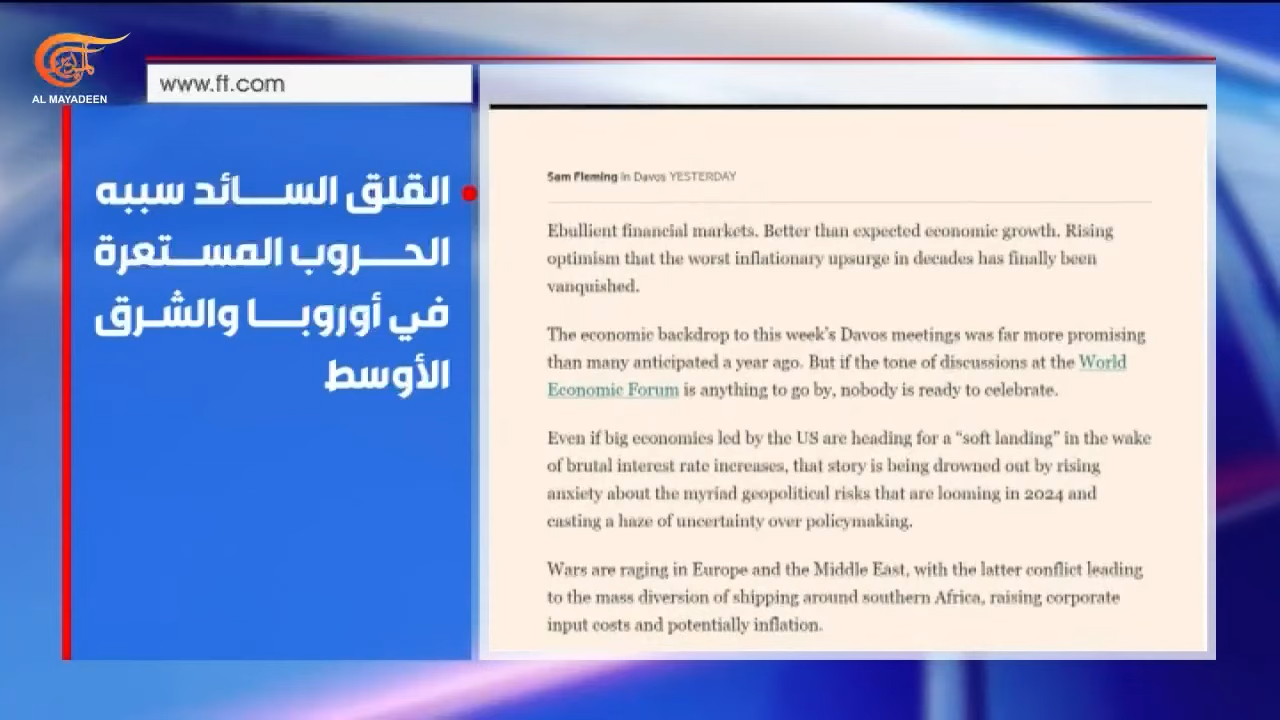 AL MAYADEEN
www.ff.com
القلق السائد سببه
الحروب المستعرة
في أوروبا والشرق
الأوسط
Sam Fleming in Davos YESTERDAY
Ebullient financial markets. Better than expected economic growth. Rising
optimism that the worst inflationary upsurge in decades has finally been
vanquished.
The economic backdrop to this week's Davos meetings was far more promising
than many anticipated a year ago. But if the tone of discussions at the World
Economic Forum is anything to go by, nobody is ready to celebrate.
Even if big economies led by the US are heading for a “soft landing” in the wake
of brutal interest rate increases, that story is being drowned out by rising
anxiety about the myriad geopolitical risks that are looming in 2024 and
casting a haze of uncertainty over policymaking.
Wars are raging in Europe and the Middle East, with the latter conflict leading
to the mass diversion of shipping around southern Africa, raising corporate
input costs and potentially inflation.